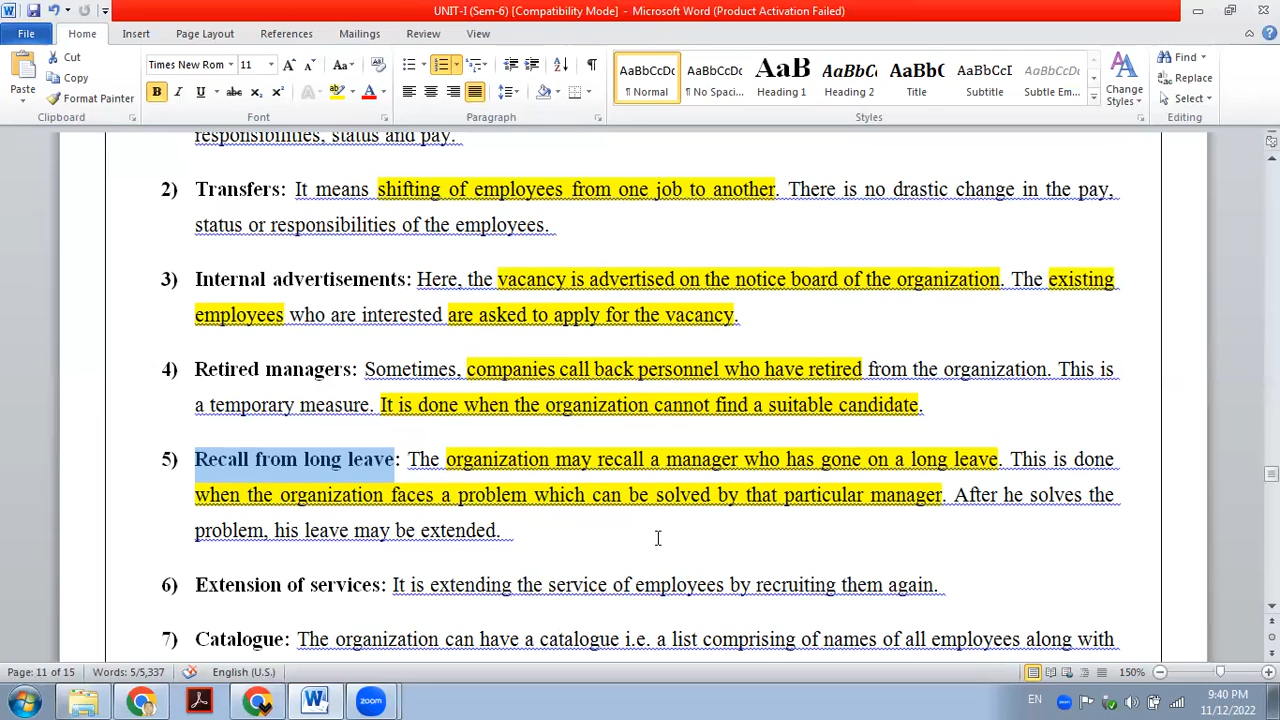 UNIT-I (Sem-6) [Compatibility Mode] - Microsoft Word (Product Activation Failed)
File Home Insert Page Layout References Mailings Review View
Paste Cut Copy Format Painter
Times New Rom 11
AaBbCcDc AaBbCcDc AaB AaBbCc AaBb( AaBbCcD AaBbCcDc
¶ Normal ¶ No Spaci... Heading 1 Heading 2 Title Subtitle Subtle Em...
Change Styles
Find Replace Select
Clipboard Font Paragraph Styles Editing
responsibilities, status and pay.
2) Transfers: It means shifting of employees from one job to another. There is no drastic change in the pay,
status or responsibilities of the employees.
3) Internal advertisements: Here, the vacancy is advertised on the notice board of the organization. The existing
employees who are interested are asked to apply for the vacancy.
4) Retired managers: Sometimes, companies call back personnel who have retired from the organization. This is
a temporary measure. It is done when the organization cannot find a suitable candidate.
5) Recall from long leave: The organization may recall a manager who has gone on a long leave. This is done
when the organization faces a problem which can be solved by that particular manager. After he solves the
problem, his leave may be extended.
6) Extension of services: It is extending the service of employees by recruiting them again.
7) Catalogue: The organization can have a catalogue i.e. a list comprising of names of all employees along with
Page: 11 of 15 Words: 5/5,337 English (U.S.) 150%
zoom EN 9:40 PM
11/12/2022